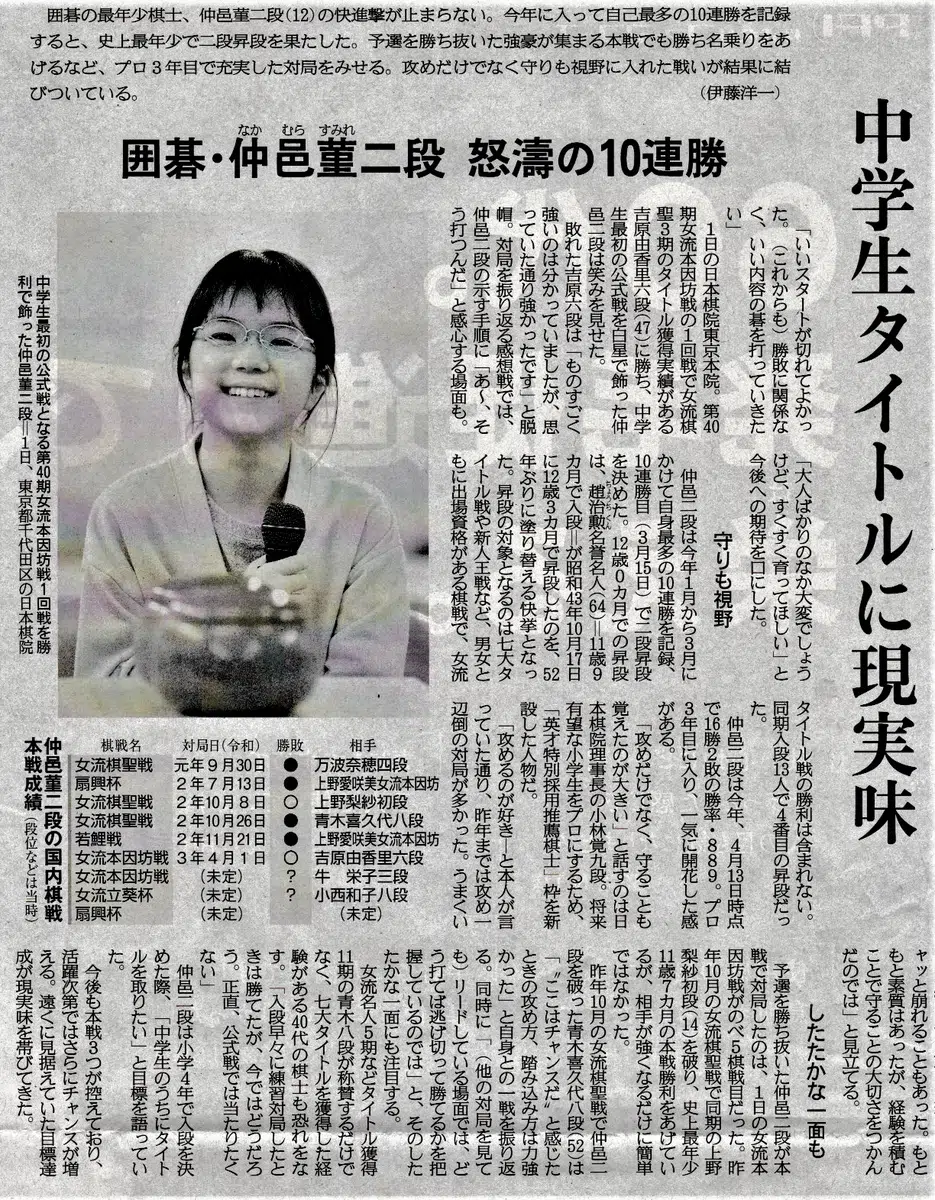 囲碁の最年少棋士、仲邑菫二段(12)の快進撃が止まらない。今年に入って自己最多の10連勝を記録
すると、史上最年少で二段昇段を果たした。予選を勝ち抜いた強豪が集まる本戦でも勝ち名乗りをあ
げるなど、プロ3年目で充実した対局をみせる。攻めだけでなく守りも視野に入れた戦いが結果に結
びついている。 (伊藤洋一)
中学生タイトルに現実味
なか むら すみれ
囲碁・仲邑菫二段 怒濤の10連勝
「いいスタートが切れてよかっ
た。(これからも)勝敗に関係な
く、いい内容の碁を打っていきた
い」
1日の日本棋院東京本院。第40
期女流本因坊戦の1回戦で女流棋
聖3期のタイトル獲得実績がある
吉原由香里六段(47)に勝ち、中学
生最初の公式戦を白星で飾った仲
邑二段は笑みを見せた。
敗れた吉原六段は「ものすごく
強いのは分かっていましたが、思
っていた通り強かったです」と脱
帽。対局を振り返る感想戦では、
仲邑二段の示す手順に「あ〜、そ
う打つんだ」と感心する場面も。
「大人ばかりのなか大変でしょう
けど、すくすく育ってほしい」と
今後への期待を口にした。
守りも視野
仲邑二段は今年1月から3月に
かけて自身最多の10連勝を記録、
10連勝目(3月15日)で二段昇段
を決めた。12歳0カ月での昇段
は、趙治勲名誉名人(64)=11歳9
ちょうちくん
カ月で入段=が昭和43年10月17日
に12歳3カ月で昇段したのを、52
年ぶりに塗り替える快挙となっ
た。昇段の対象となるのは七大タ
イトル戦や新人王戦など、男女と
もに出場資格がある棋戦で、女流
タイトル戦の勝利は含まれない。
同期入段13人で4番目の昇段だっ
た。
仲邑二段は今年、4月13日時点
で16勝2敗の勝率・889。プロ
3年目に入り、一気に開花した感
がある。
「攻めだけでなく、守ることも
覚えたのが大きい」と話すのは日
本棋院理事長の小林覚九段。将来
有望な小学生をプロにするため、
「英才特別採用推薦棋士」枠を新
設した人物だ。
「攻めるのが好き―と本人が言
っていた通り、昨年までは攻め一
辺倒の対局が多かった。うまくい
中学生最初の公式戦となる第40期女流本因坊戦1回戦を勝
利で飾った仲邑菫二段=1日、東京都千代田区の日本棋院
仲邑菫二段の国内棋戦
本戦成績(段位などは当時)
棋戦名 対局日(令和) 勝敗 相手
女流棋聖戦 元年9月30日 ● 万波奈穂四段
扇興杯 2年7月13日 ● 上野愛咲美女流本因坊
女流棋聖戦 2年10月8日 ○ 上野梨紗初段
女流棋聖戦 2年10月26日 ● 青木喜久代八段
若鯉戦 2年11月21日 ● 上野愛咲美女流本因坊
女流本因坊戦 3年4月1日 ○ 吉原由香里六段
女流本因坊戦 (未定) ? 牛 栄子三段
女流立葵杯 (未定) ? 小西和子八段
扇興杯 (未定) (未定)
ャッと崩れることもあった。もと
もと素質はあったが、経験を積む
ことで守ることの大切さをつかん
だのでは」と見立てる。
したたかな一面も
予選を勝ち抜いた仲邑二段が本
戦で対局したのは、1日の女流本
因坊戦がのべ5棋戦目だった。昨
年10月の女流棋聖戦で同期の上野
梨紗初段(14)を破り、史上最年少
11歳7カ月の本戦勝利をあげてい
るが、相手が強くなるだけに簡単
ではなかった。
昨年10月の女流棋聖戦で仲邑二
段を破った青木喜久代八段(52)は
「〝ここはチャンスだ〟と感じた
ときの攻め方、踏み込み方は力強
かった」と自身との一戦を振り返
る。同時に「(他の対局を見て
も)リードしている場面では、ど
う打てば逃げ切って勝てるかを把
握しているのでは」と、そのした
たかな一面にも注目する。
女流名人5期などタイトル獲得
11期の青木八段が称賛するだけで
なく、七大タイトルを獲得した経
験がある40代の棋士も恐れをな
す。「入段早々に練習対局したと
きは勝てたが、今ではどうだろ
う。正直、公式戦では当たりたく
ない」
仲邑二段は小学4年で入段を決
めた際、「中学生のうちにタイト
ルを取りたい」と目標を語ってい
た。
今後も本戦3つが控えており、
活躍次第ではさらにチャンスが増
える。遠くに見据えていた目標達
成が現実味を帯びてきた。